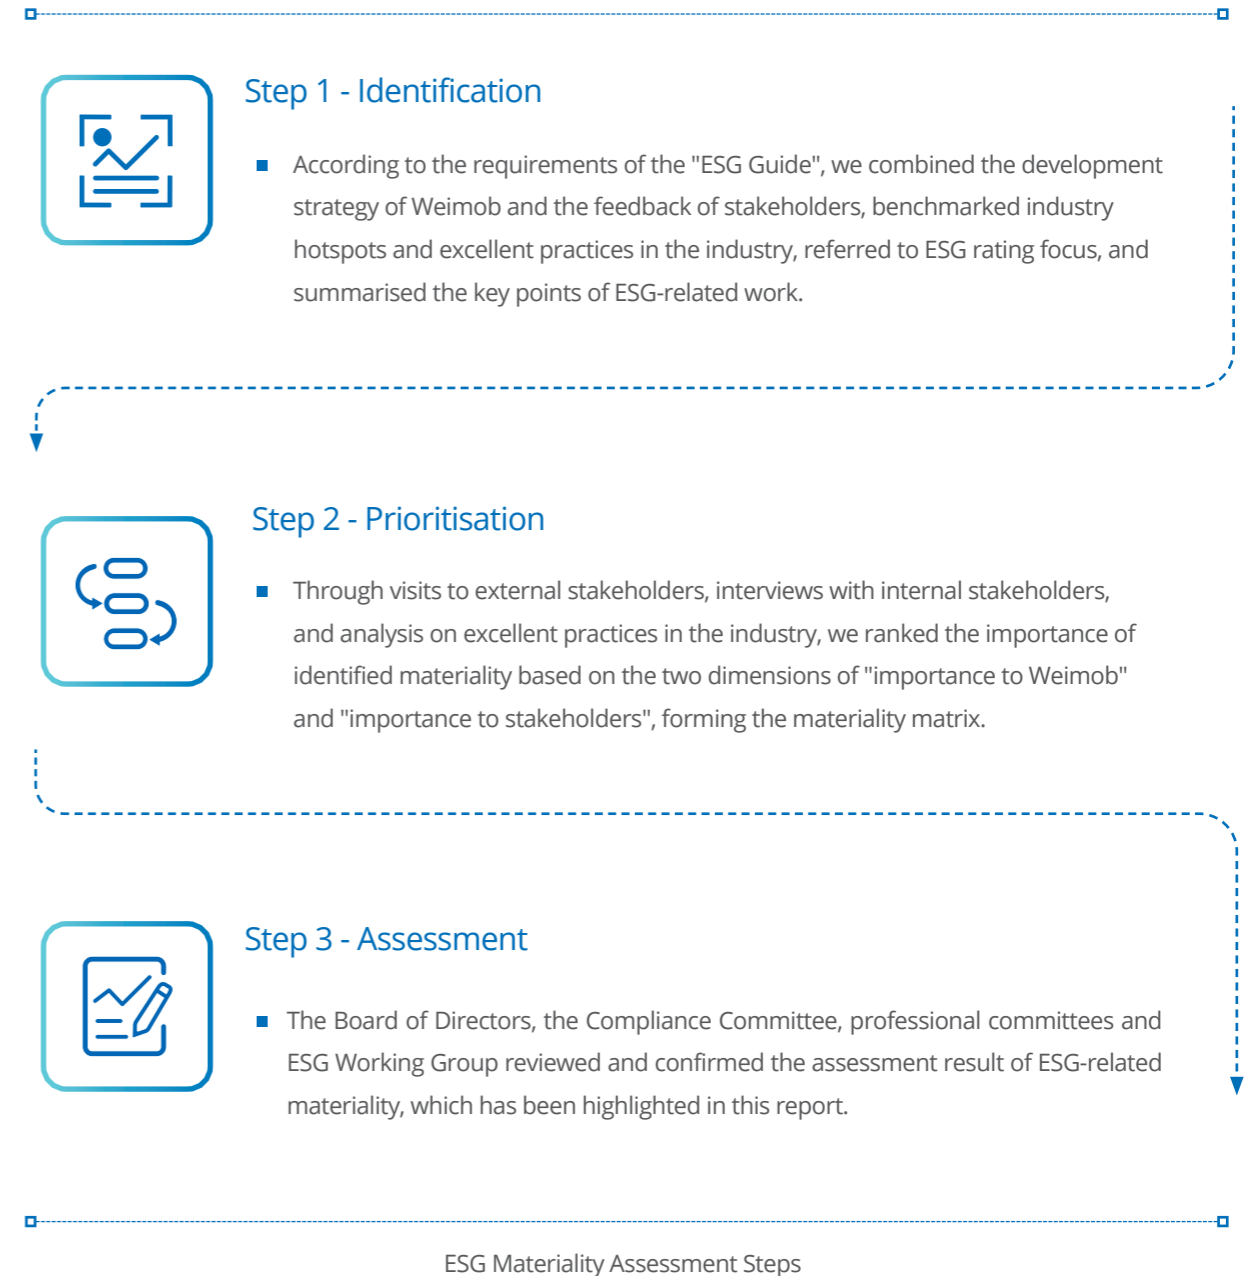 Step 1 - Identification
According to the requirements of the "ESG Guide", we combined the development
strategy of Weimob and the feedback of stakeholders, benchmarked industry
hotspots and excellent practices in the industry, referred to ESG rating focus, and
summarised the key points of ESG-related work.
Step 2 - Prioritisation
Through visits to external stakeholders, interviews with internal stakeholders,
and analysis on excellent practices in the industry, we ranked the importance of
identified materiality based on the two dimensions of "importance to Weimob"
and "importance to stakeholders", forming the materiality matrix.
Step 3 - Assessment
The Board of Directors, the Compliance Committee, professional committees and
ESG Working Group reviewed and confirmed the assessment result of ESG-related
materiality, which has been highlighted in this report.
ESG Materiality Assessment Steps